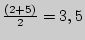 (2+5)/2 = 3,5